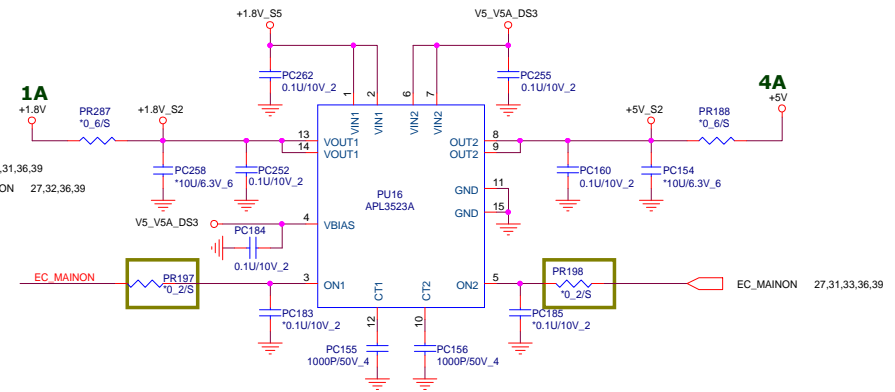 +1.8V_S5
V5_V5A_DS3
PC262
0.1U/10V_2
PC255
0.1U/10V_2
1
2
6
7
VIN1
VIN1
VIN2
VIN2
1A
+1.8V
PR287
*0_6/S
+1.8V_S2
4A
+5V
PR188
*0_6/S
+5V_S2
13
14
VOUT1
VOUT1
OUT2
OUT2
8
9
,31,36,39
ON 27,32,36,39
PC258
*10U/6.3V_6
PC252
0.1U/10V_2
PU16
APL3523A
PC160
0.1U/10V_2
PC154
*10U/6.3V_6
GND
11
GND
15
V5_V5A_DS3
4
VBIAS
PC184
0.1U/10V_2
EC_MAINON
PR197
*0_2/S
3
ON1
ON2
5
PR198
*0_2/S
EC_MAINON 27,31,33,36,39
PC183
*0.1U/10V_2
CT1
CT2
12
10
PC185
*0.1U/10V_2
PC155
1000P/50V_4
PC156
1000P/50V_4